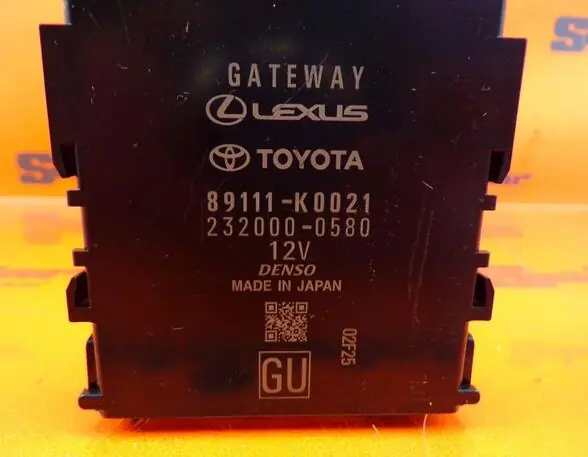 GATEWAY
LEXUS
TOYOTA
89111-K0021
232000-0580
12V
DENSO
MADE IN JAPAN
02F25
GU